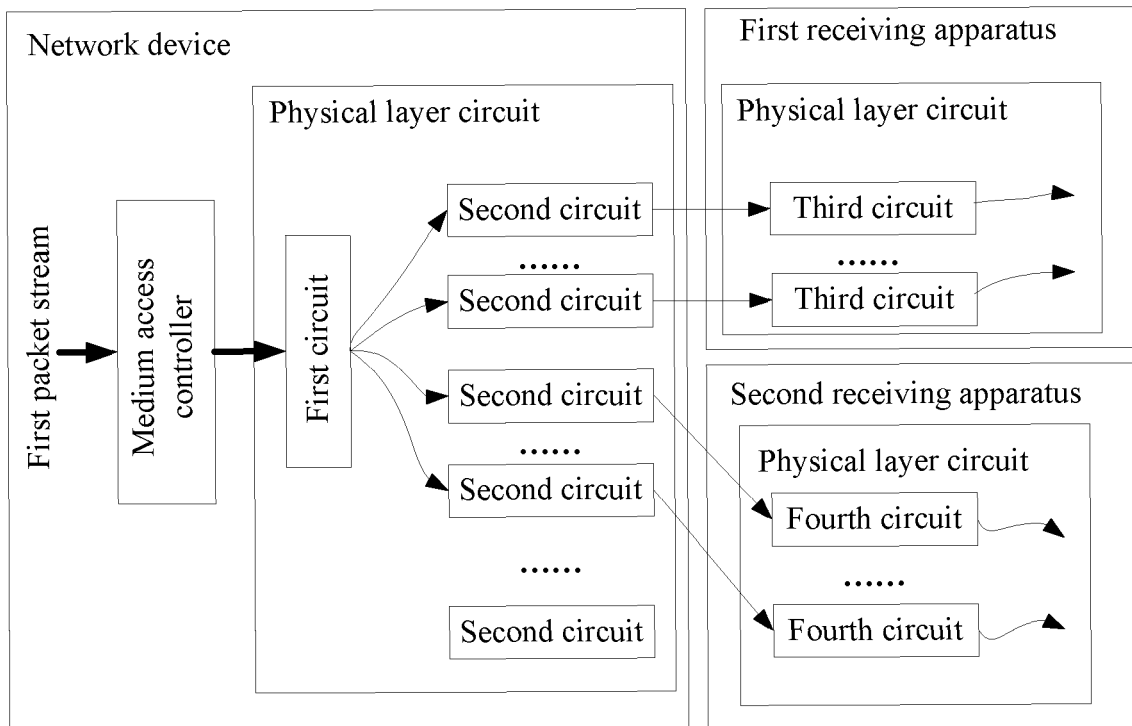 Network device
Physical layer circuit
First packet stream
Medium access
controller
First circuit
Second circuit
......
Second circuit
Second circuit
......
Second circuit
......
Second circuit
First receiving apparatus
Physical layer circuit
Third circuit
......
Third circuit
Second receiving apparatus
Physical layer circuit
Fourth circuit
......
Fourth circuit